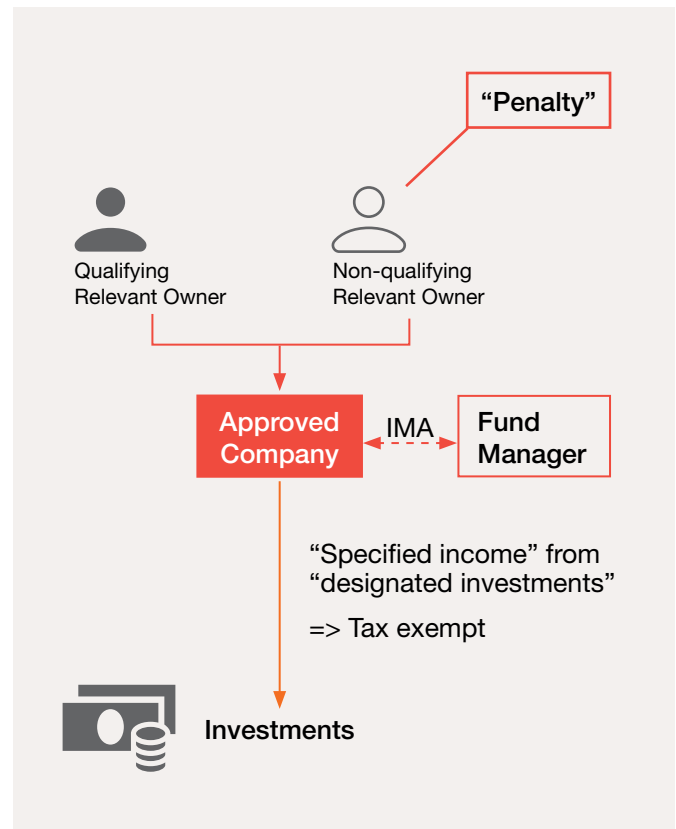 “Penalty”
Qualifying
Relevant Owner
Non-qualifying
Relevant Owner
Approved
Company
IMA
Fund
Manager
“Specified income” from
“designated investments”
=> Tax exempt
Investments